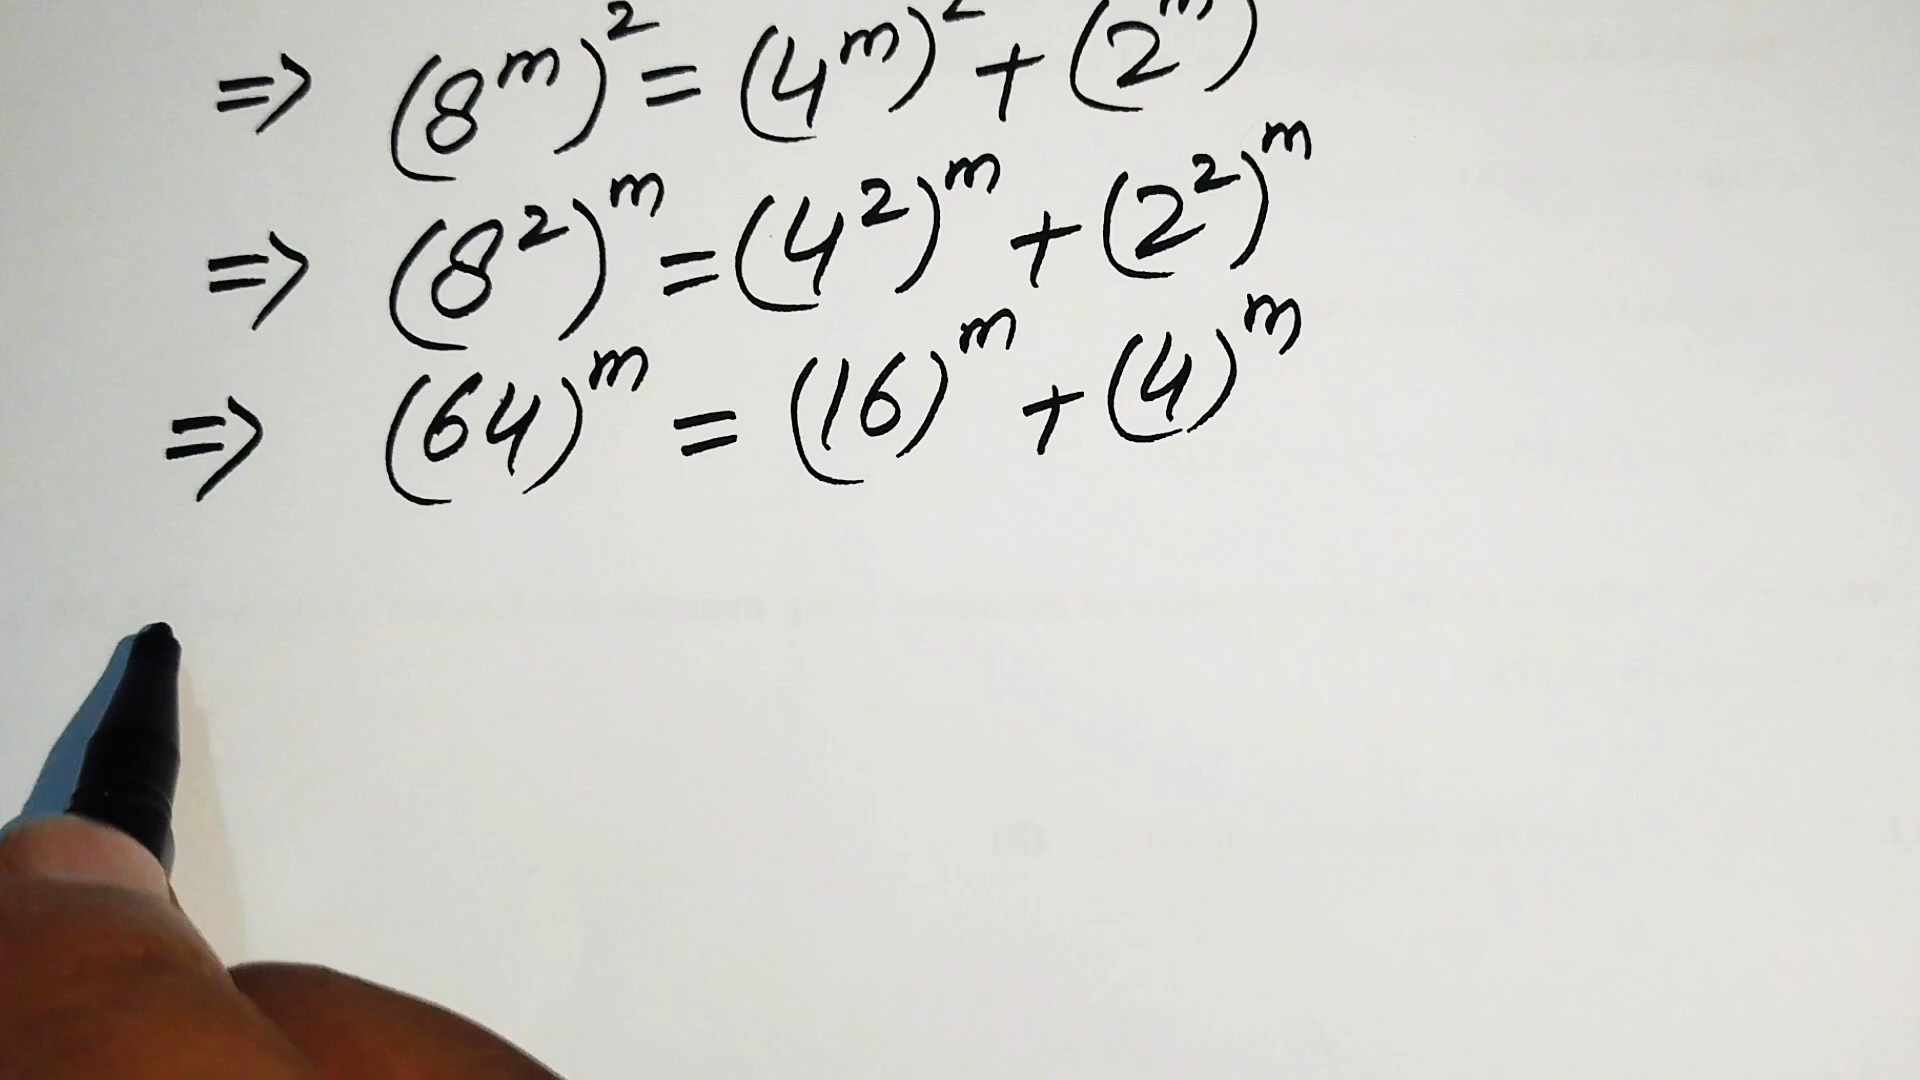 => (8^m)^2 = (4^m)^2 + (2^m)
=> (8^2)^m = (4^2)^m + (2^2)^m
=> (64)^m = (16)^m + (4)^m